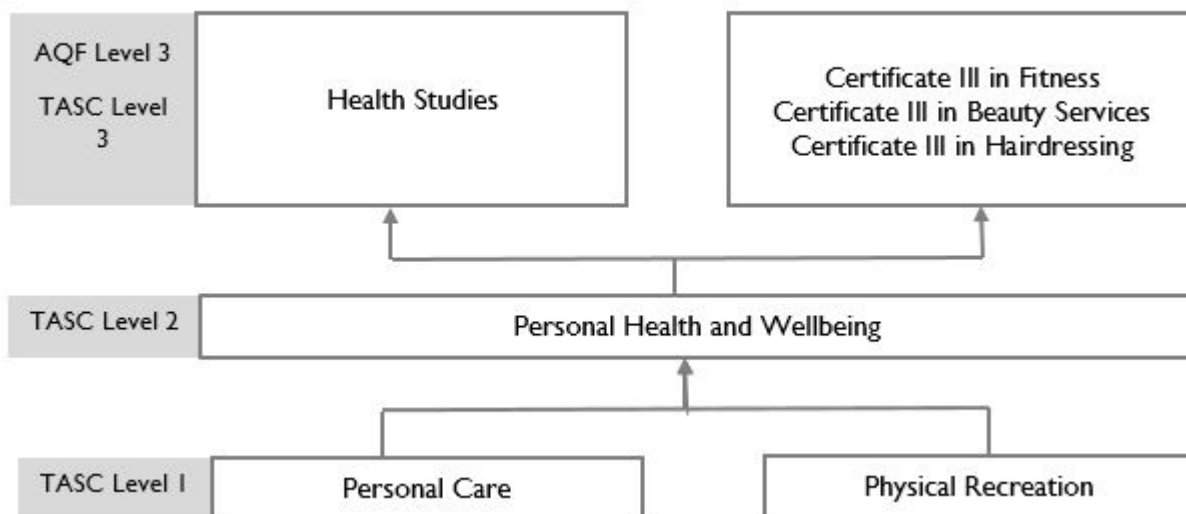 AQF Level 3
TASC Level
3
Health Studies
Certificate III in Fitness
Certificate III in Beauty Services
Certificate III in Hairdressing
TASC Level 2
Personal Health and Wellbeing
TASC Level 1
Personal Care
Physical Recreation